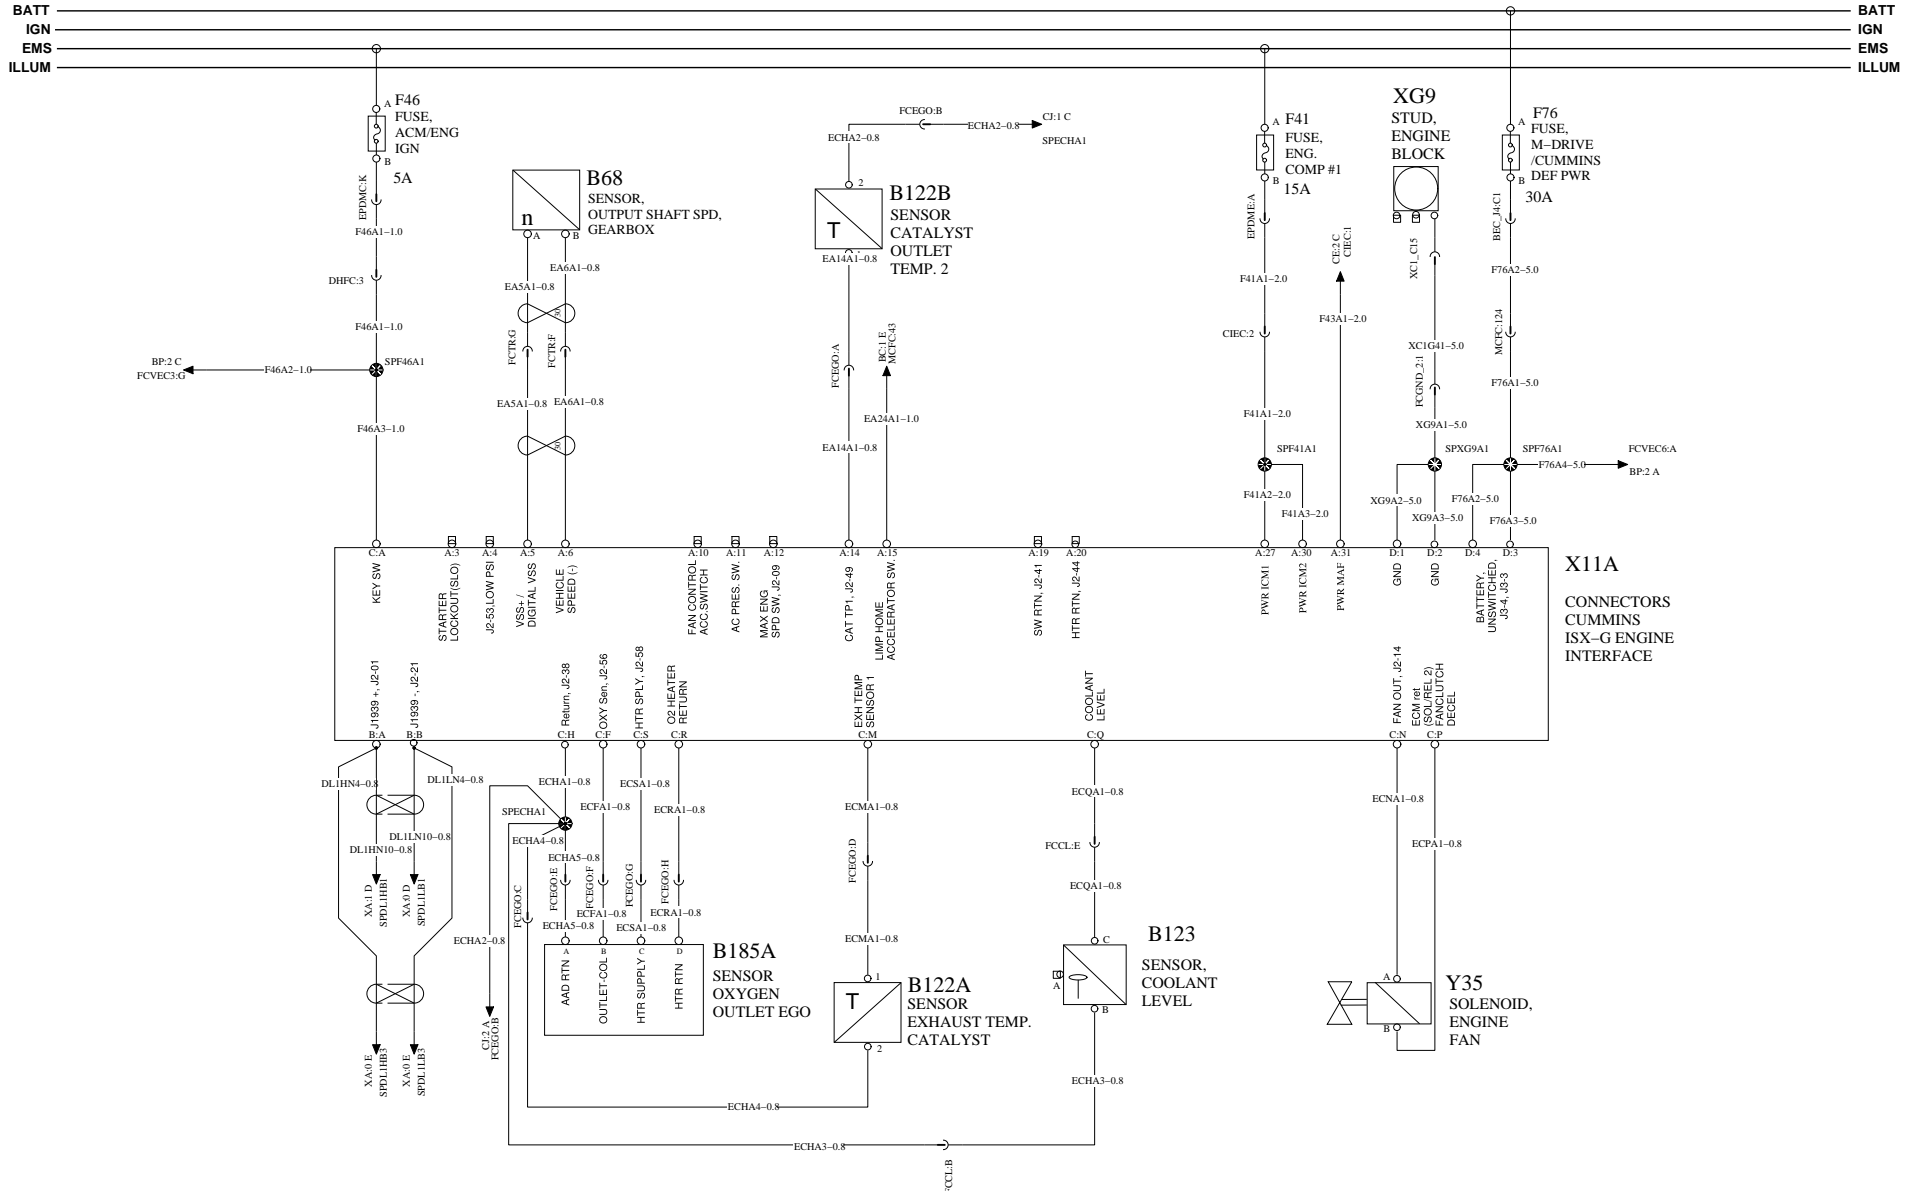 BATT
BATT
IGN
IGN
EMS
EMS
ILLUM
ILLUM
A
F46
FUSE,
ACM/ENG
IGN
B
5A
EPDMC:K
F46A1–1.0
DHFC:3
F46A1–1.0
SPF46A1
BP:2 C
FCVEC3:G
F46A2–1.0
F46A3–1.0
B68
SENSOR,
OUTPUT SHAFT SPD,
GEARBOX
n
A
B
EA6A1–0.8
EA5A1–0.8
30
FCTR:G
FCTR:F
EA5A1–0.8
EA6A1–0.8
30
FCEGO:B
ECHA2–0.8
ECHA2–0.8
CJ:1 C
SPECHA1
2
B122B
SENSOR
CATALYST
OUTLET
TEMP. 2
T
EA14A1–0.8
FCEGO:A
BC:1 E
MCFC:43
EA24A1–1.0
EA14A1–0.8
A
F41
FUSE,
ENG.
COMP #1
B
15A
EPDME:A
F41A1–2.0
CIEC:2
F41A1–2.0
SPF41A1
F41A2–2.0
F41A3–2.0
CE:2 C
CIEC:1
F43A1–2.0
XG9
STUD,
ENGINE
BLOCK
XC1_C15
XC1G41–5.0
FCGND_2:1
XG9A1–5.0
SPXG9A1
XG9A2–5.0
XG9A3–5.0
A
F76
FUSE,
M–DRIVE
/CUMMINS
DEF PWR
B
30A
BEC_J4:C1
F76A2–5.0
MCFC:124
F76A1–5.0
SPF76A1
F76A4–5.0
FCVEC6:A
BP:2 A
F76A2–5.0
F76A3–5.0
C:A
A:3
A:4
A:5
A:6
A:10
A:11
A:12
A:14
A:15
A:19
A:20
A:27
A:30
A:31
D:1
D:2
D:4
D:3
KEY SW
STARTER
LOCKOUT(SLO)
J2-53,LOW PSI
VSS+ /
DIGITAL VSS
VEHICLE
SPEED (-)
FAN CONTROL
ACC.SWITCH
AC PRES. SW.
MAX ENG
SPD SW, J2-09
CAT TP1, J2-49
LIMP HOME
ACCELERATOR SW.
SW RTN, J2-41
HTR RTN, J2-44
PWR ICM1
PWR ICM2
PWR MAF
GND
GND
BATTERY,
UNSWITCHED,
J3-4, J3-3
X11A
CONNECTORS
CUMMINS
ISX–G ENGINE
INTERFACE
J1939 +, J2-01
J1939 -, J2-21
Return, J2-38
OXY Sen, J2-56
HTR SPLY, J2-58
O2 HEATER
RETURN
EXH TEMP
SENSOR 1
COOLANT
LEVEL
FAN OUT, J2-14
ECM ret
(SOL/REL 2)
FANCLUTCH
DECEL
B:A
B:B
C:H
C:F
C:S
C:R
C:M
C:Q
C:N
C:P
DL1HN4–0.8
DL1LN4–0.8
DL1LN10–0.8
DL1HN10–0.8
XA:1 D
SPDL1HB1
XA:0 D
SPDL1LB1
XA:0 E
SPDL1HB3
XA:0 E
SPDL1LB3
ECHA1–0.8
SPECHA1
ECHA4–0.8
ECHA5–0.8
ECHA2–0.8
CJ:2 A
FCEGO:B
FCEGO:C
FCEGO:E
ECHA5–0.8
ECFA1–0.8
FCEGO:F
ECFA1–0.8
ECSA1–0.8
FCEGO:G
ECSA1–0.8
ECRA1–0.8
FCEGO:H
ECRA1–0.8
A
B
C
D
AAD RTN
OUTLET-COL
HTR SUPPLY
HTR RTN
B185A
SENSOR
OXYGEN
OUTLET EGO
ECMA1–0.8
FCEGO:D
ECMA1–0.8
1
T
2
B122A
SENSOR
EXHAUST TEMP.
CATALYST
ECHA4–0.8
ECQA1–0.8
FCCL:E
ECQA1–0.8
C
A
B
B123
SENSOR,
COOLANT
LEVEL
ECHA3–0.8
ECHA3–0.8
FCCL:B
ECNA1–0.8
ECPA1–0.8
A
B
Y35
SOLENOID,
ENGINE
FAN